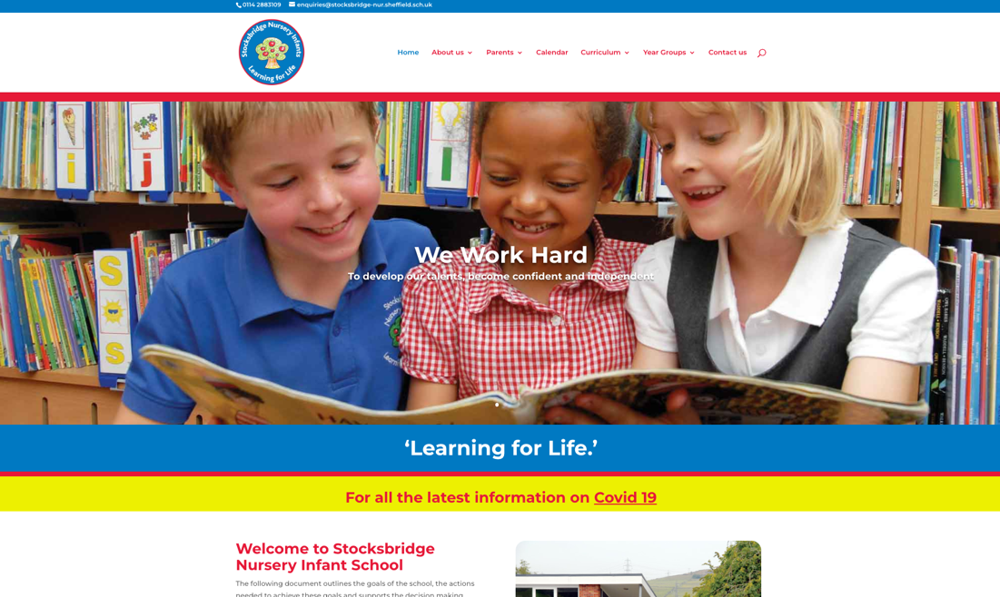 0114 2883109 enquiries@stocksbridge-nur.sheffield.sch.uk
Stocksbridge Nursery Infants
Learning for Life
Home About us Parents Calendar Curriculum Year Groups Contact us
i
j
l
S
S
We Work Hard
To develop our talents, become confident and independent
‘Learning for Life.’
For all the latest information on Covid 19
Welcome to Stocksbridge
Nursery Infant School
The following document outlines the goals of the school, the actions
needed to achieve these goals and supports the decision making